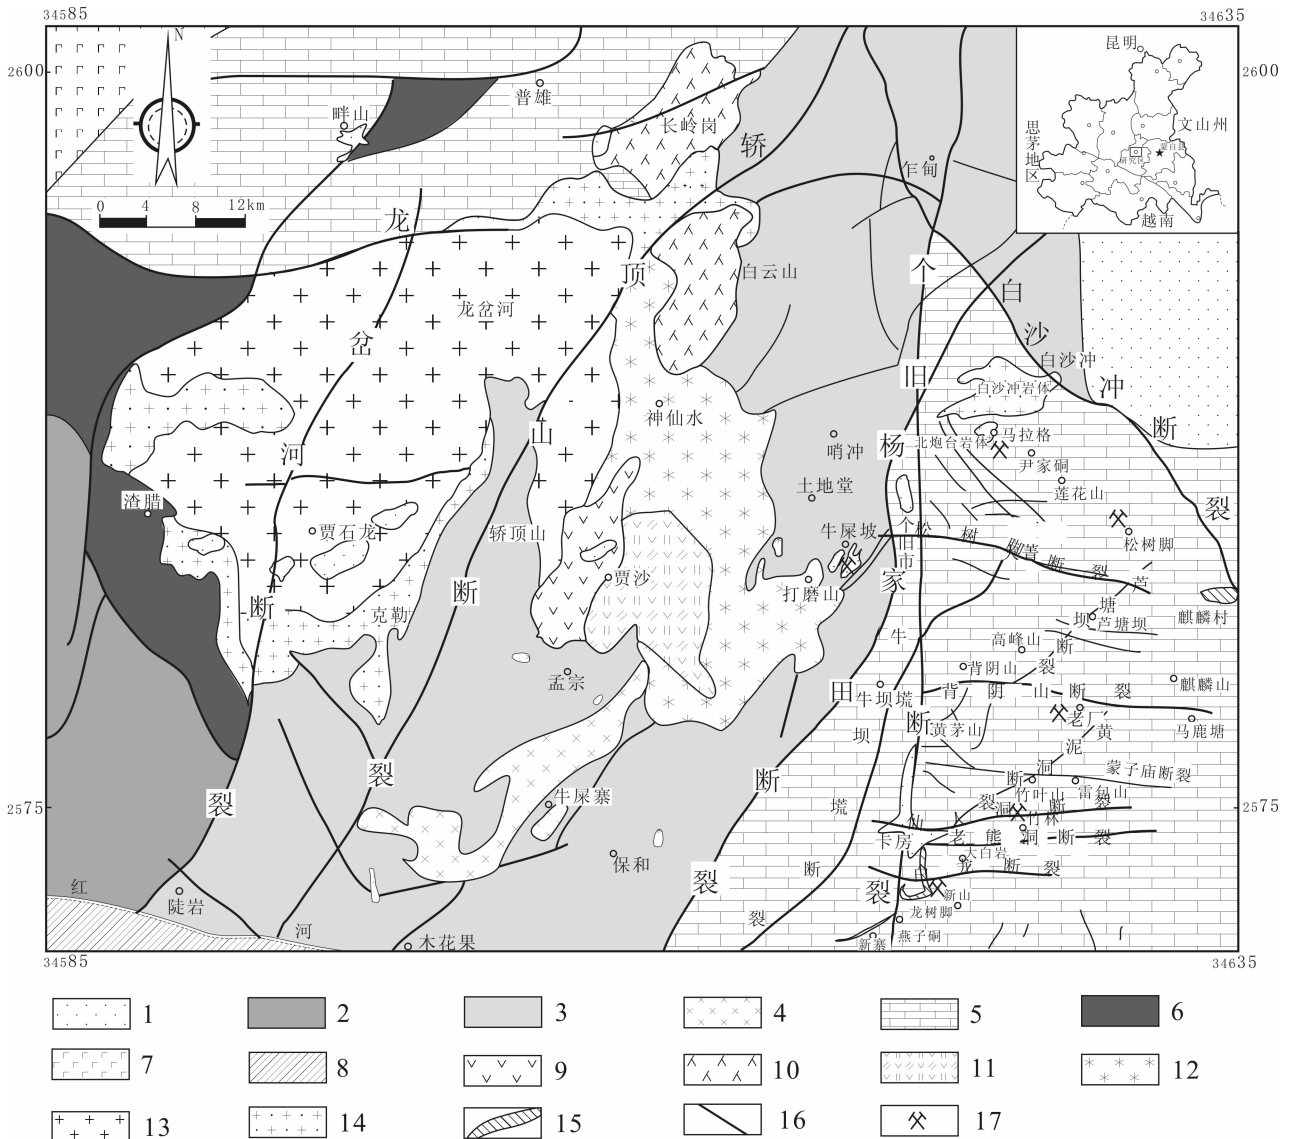 34585
34635
2600
2600
N
昆明
文山州
思茅地区
蒙自县
研究区
越南
0 4 8 12km
畔山
普雄
长岭岗
乍甸
白云山
龙岔河
神仙水
哨冲
土地堂
牛屎坡
打磨山
渣腊
贾石龙
轿顶山
贾沙
克勒
孟宗
牛屎寨
保和
陡岩
木花果
红
河
龙
岔
河
断
裂
轿
顶
山
断
裂
个
旧
断
裂
杨
家
田
断
裂
白
沙
冲
断
裂
白沙冲
白沙冲岩体
北炮台岩体
马拉格
尹家硐
莲花山
松树脚
个旧市
松
树
脚菁
断
裂
芦
塘
坝
断
裂
芦塘坝
麒麟村
高峰山
背阴山
麒麟山
牛坝荒
背
阴
山
断
裂
老厂
马鹿塘
黄茅山
牛
坝
荒
断
裂
黄
泥
洞
断
裂
蒙子庙断裂
竹叶山
雷包山
仙
洞
断
裂
竹林
卡房
老
熊
洞
断
裂
大白岩
白
龙
断
裂
新山
龙树脚
燕子硐
新寨
2575
2575
34585
34635
1
2
3
4
5
6
7
8
9
10
11
12
13
14
15
16
17